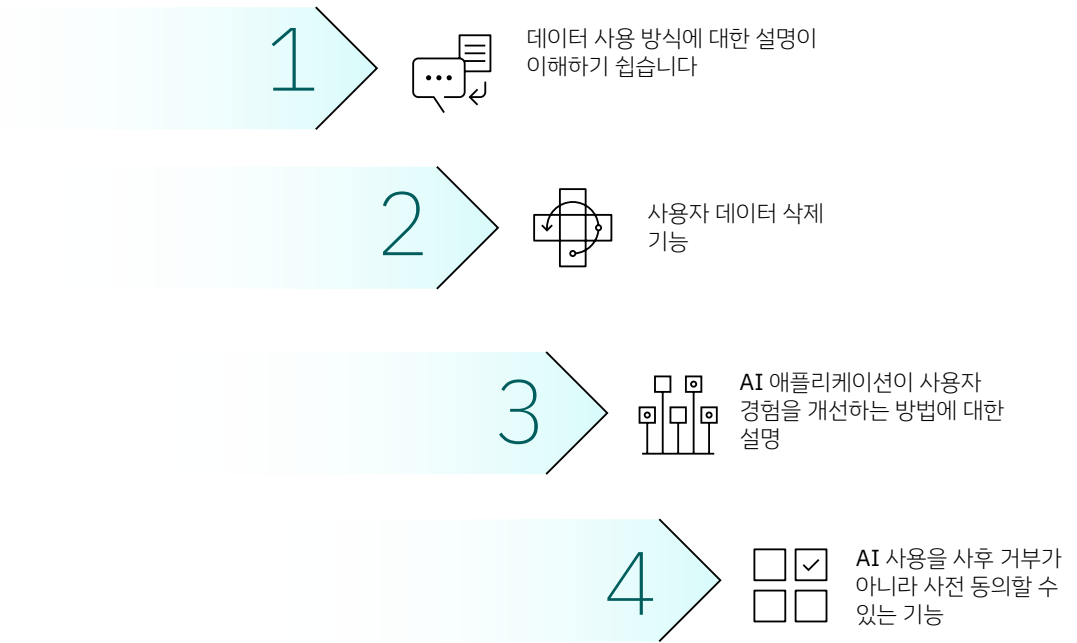 1
데이터 사용 방식에 대한 설명이
이해하기 쉽습니다
2
사용자 데이터 삭제
기능
3
AI 애플리케이션이 사용자
경험을 개선하는 방법에 대한
설명
4
AI 사용을 사후 거부가
아니라 사전 동의할 수
있는 기능